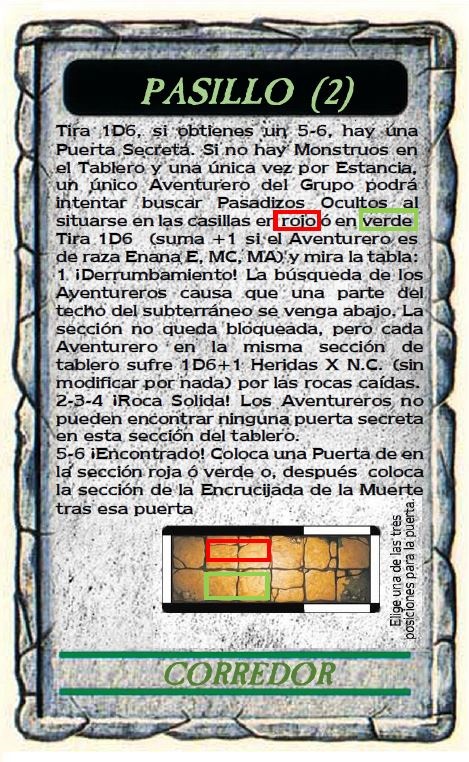 PASILLO (2)
Tira 1D6, si obtienes un 5-6, hay una
Puerta Secreta. Si no hay Monstruos en
el Tablero y una única vez por Estancia,
un único Aventurero del Grupo podrá
intentar buscar Pasadizos Ocultos al
situarse en las casillas en rojo ó en verde
Tira 1D6 (suma +1 si el Aventurero es
de raza Enana E, MC, MA) y mira la tabla:
1 ¡Derrumbamiento! La búsqueda de los
Aventureros causa que una parte del
techo del subterráneo se venga abajo. La
sección no queda bloqueada, pero cada
Aventurero en la misma sección de
tablero sufre 1D6+1 Heridas X N.C. (sin
modificar por nada) por las rocas caídas.
2-3-4 ¡Roca Solida! Los Aventureros no
pueden encontrar ninguna puerta secreta
en esta sección del tablero.
5-6 ¡Encontrado! Coloca una Puerta de en
la sección roja ó verde o, después coloca
la sección de la Encrucijada de la Muerte
tras esa puerta
Elige una de las tres
posiciones para la puerta.
CORREDOR